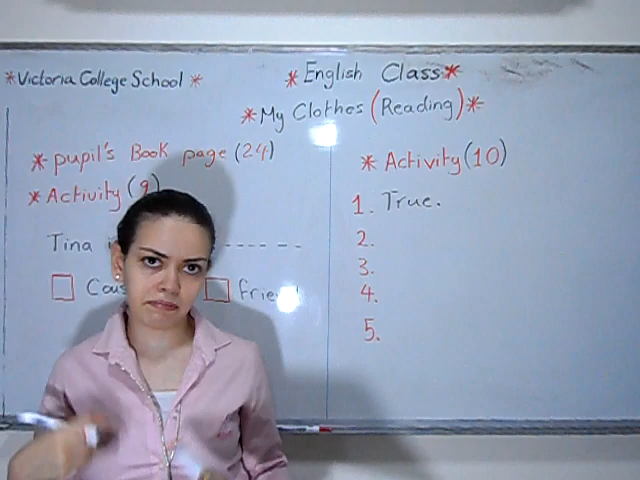 *Victoria College School *
*English Class*
*My Clothes (Reading)*
* pupil's Book page (24)
* Activity (9)
Tina
* Activity (10)
1. True.
2.
3.
4.
5.